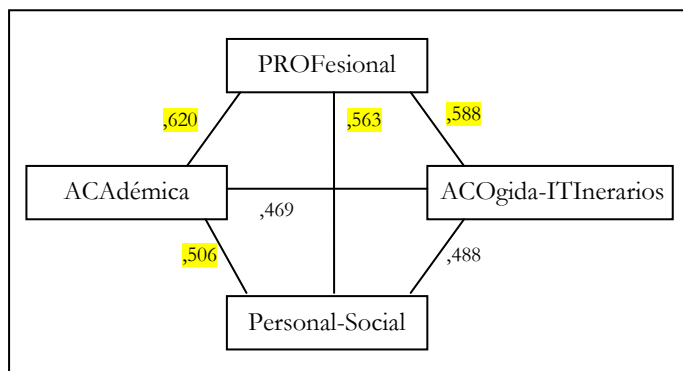 PROFesional
,620
,563
,588
ACAdémica
ACOgida-ITInerarios
,469
,506
,488
Personal-Social